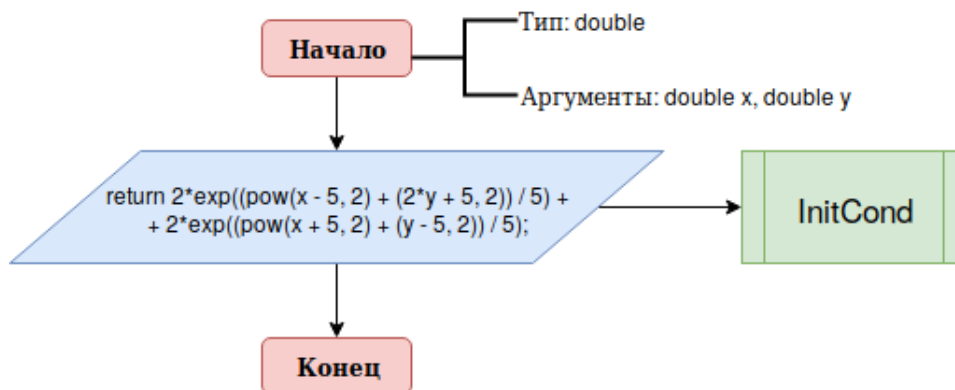 Тип: double
Начало
Аргументы: double x, double y
return 2*exp((pow(x - 5, 2) + (2*y + 5, 2)) / 5) +
+ 2*exp((pow(x + 5, 2) + (y - 5, 2)) / 5);
InitCond
Конец